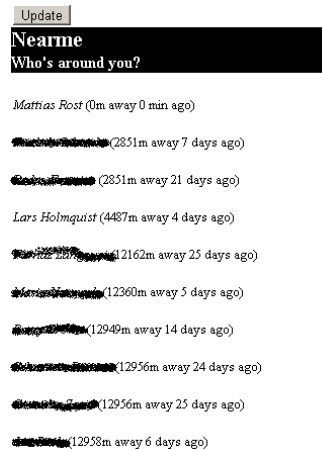 Update
Nearme
Who's around you?
Mattias Rost (0m away 0 min ago)
(2851m away 7 days ago)
(2851m away 21 days ago)
Lars Holmquist (4487m away 4 days ago)
(12162m away 25 days ago)
(12360m away 5 days ago)
(12949m away 14 days ago)
(12956m away 24 days ago)
(12956m away 25 days ago)
(12958m away 6 days ago)